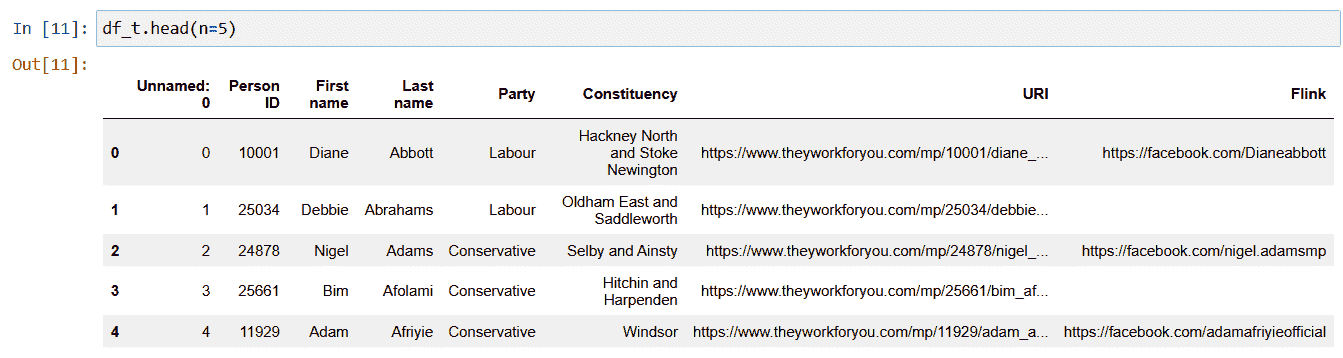 In [11]: df_t.head(n=5)
Out[11]:
Unnamed: 0 Person ID First name Last name Party Constituency URI Flink
0 0 10001 Diane Abbott Labour Hackney North and Stoke Newington https://www.theyworkforyou.com/mp/10001/diane_... https://facebook.com/Dianeabbott
1 1 25034 Debbie Abrahams Labour Oldham East and Saddleworth https://www.theyworkforyou.com/mp/25034/debbie...
2 2 24878 Nigel Adams Conservative Selby and Ainsty https://www.theyworkforyou.com/mp/24878/nigel_... https://facebook.com/nigel.adamsmp
3 3 25661 Bim Afolami Conservative Hitchin and Harpenden https://www.theyworkforyou.com/mp/25661/bim_af...
4 4 11929 Adam Afriyie Conservative Windsor https://www.theyworkforyou.com/mp/11929/adam_a... https://facebook.com/adamafriyieofficial